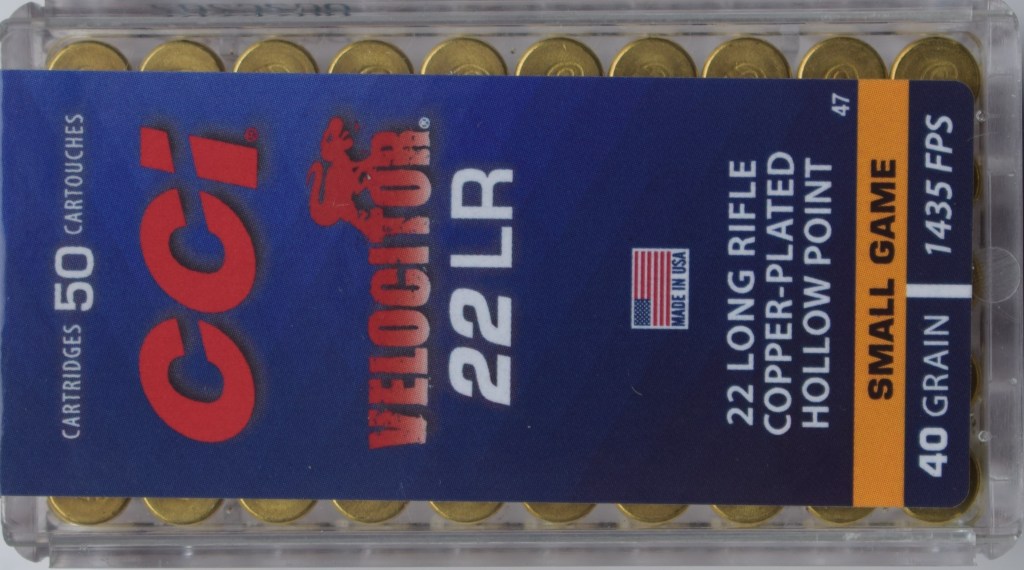 CARTRIDGES 50 CARTOUCHES
CCI®
VELOCITOR®
22 LR
MADE IN USA
22 LONG RIFLE
COPPER-PLATED
HOLLOW POINT
47
SMALL GAME
40 GRAIN 1435 FPS